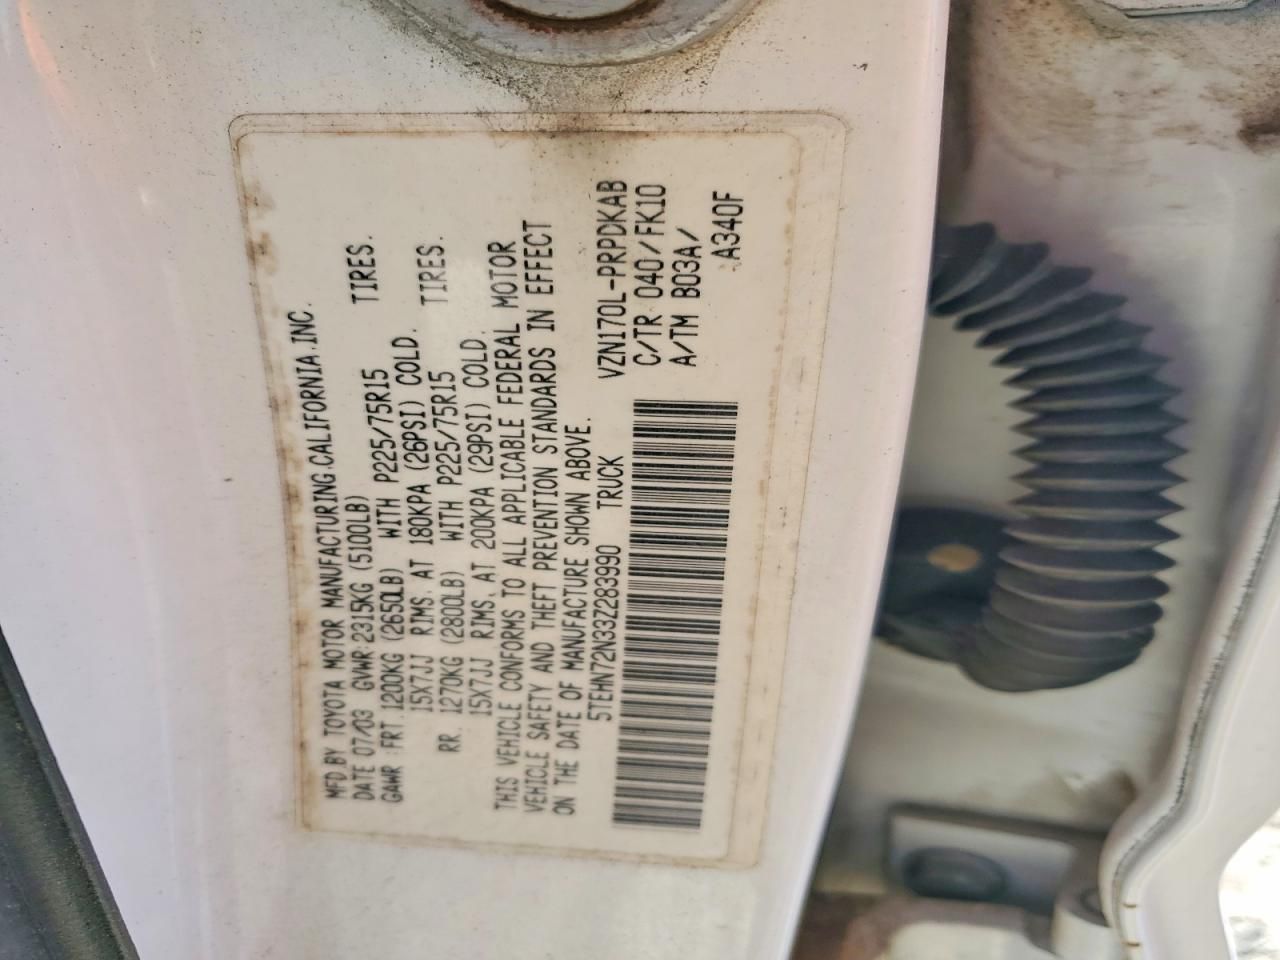 MFD.BY TOYOTA MOTOR MANUFACTURING.CALIFORNIA.INC.
DATE 07/03 GVWR:2315KG (5100LB)
GAWR :FRT.1200KG (2650LB) WITH P225/75R15 TIRES.
15X7JJ RIMS, AT 180KPA (26PSI) COLD.
RR. 1270KG (2800LB) WITH P225/75R15 TIRES.
15X7JJ RIMS, AT 200KPA (29PSI) COLD.
THIS VEHICLE CONFORMS TO ALL APPLICABLE FEDERAL MOTOR
VEHICLE SAFETY AND THEFT PREVENTION STANDARDS IN EFFECT
ON THE DATE OF MANUFACTURE SHOWN ABOVE.
5TEHN72N33Z283990 TRUCK
VZN170L-PRPDKAB
C/TR 040/FK10
A/TM B03A/
A340F